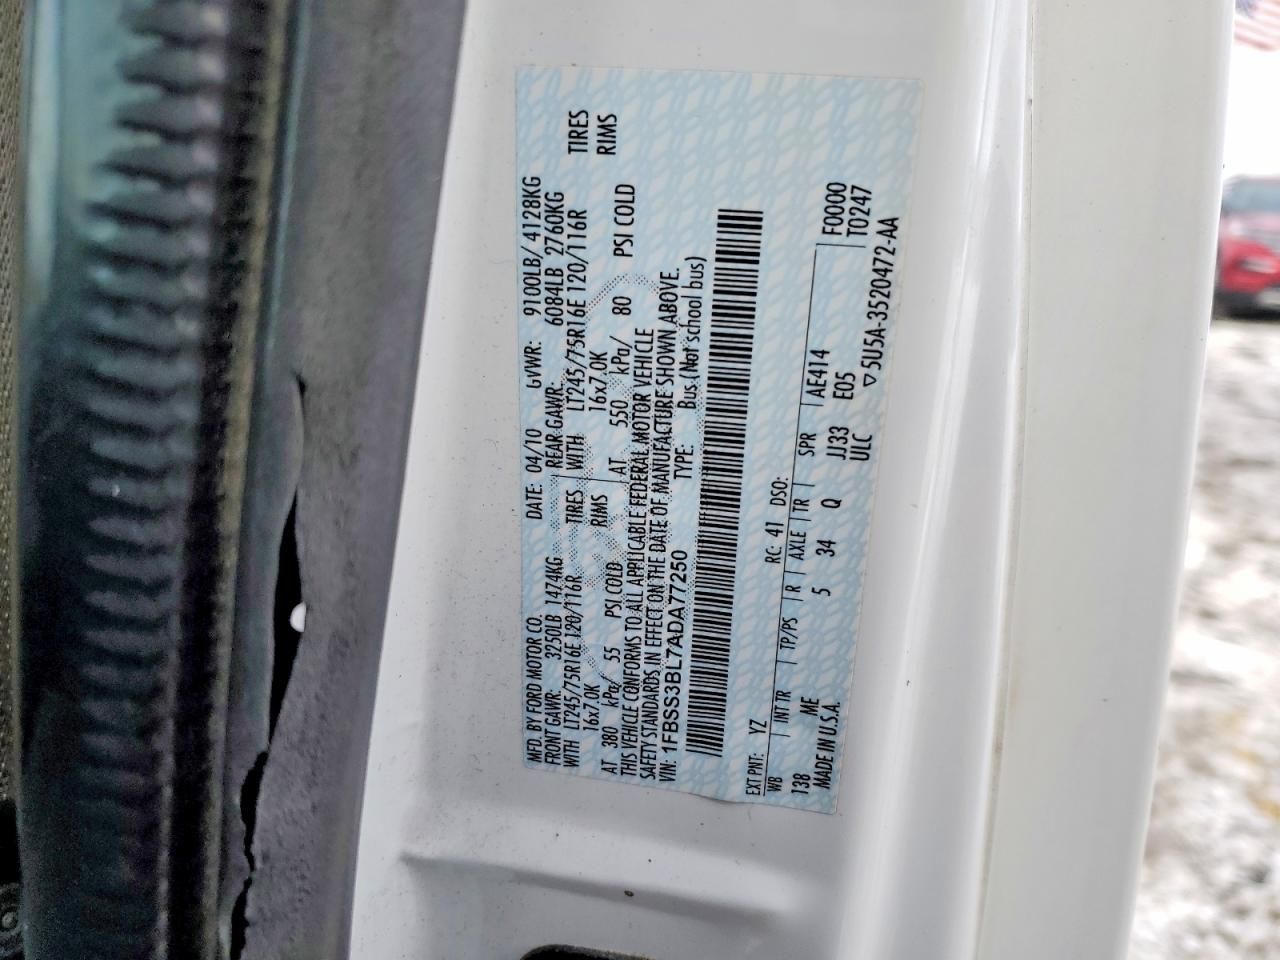 MFD. BY FORD MOTOR CO. DATE: 04/10 GVWR: 9100LB/ 4128KG
FRONT GAWR: 3250LB 1474KG REAR GAWR: 6084LB 2760KG
WITH LT245/75R16E 120/116R TIRES WITH LT245/75R16E 120/116R TIRES
16x7.0K RIMS 16x7.0K RIMS
AT 380 kPa/ 55 PSI COLD AT 550 kPa/ 80 PSI COLD
THIS VEHICLE CONFORMS TO ALL APPLICABLE FEDERAL MOTOR VEHICLE
SAFETY STANDARDS IN EFFECT ON THE DATE OF MANUFACTURE SHOWN ABOVE.
VIN: 1FBSS3BL7ADA77250 TYPE: Bus (Not school bus)
EXT PNT: YZ RC: 41 DSO:
WB INT TR TP/PS R AXLE TR SPR AE414 F0000
138 ME 5 34 Q JJ33 E05 T0247
MADE IN U.S.A. ULC ▽5U5A-3520472-AA